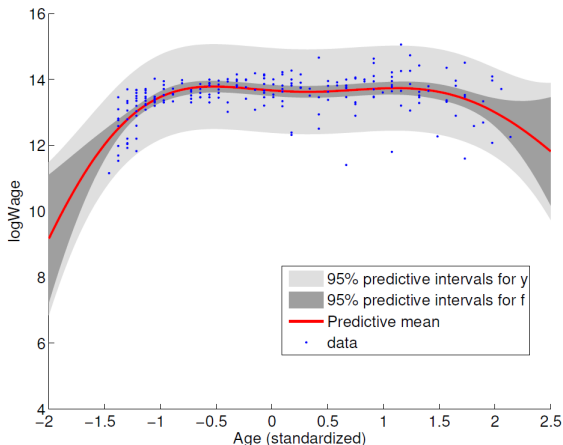 16
14
12
10
8
6
4
logWage
95% predictive intervals for y
95% predictive intervals for f
Predictive mean
data
−2 −1.5 −1 −0.5 0 0.5 1 1.5 2 2.5
Age (standardized)